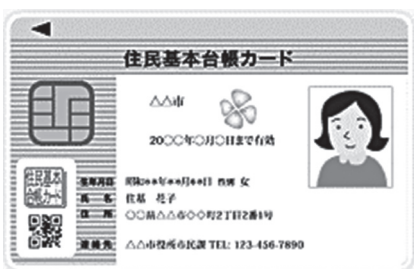 住民基本台帳カード
△△市
20○○年○月○日まで有効
住民基本
台帳カード
生年月日 昭和**年**月**日 性別 女
氏 名 住基 花子
住 所 ○○県△△市○○町2丁目2番1号
連絡先 △△市役所市民課 TEL: 123-456-7890